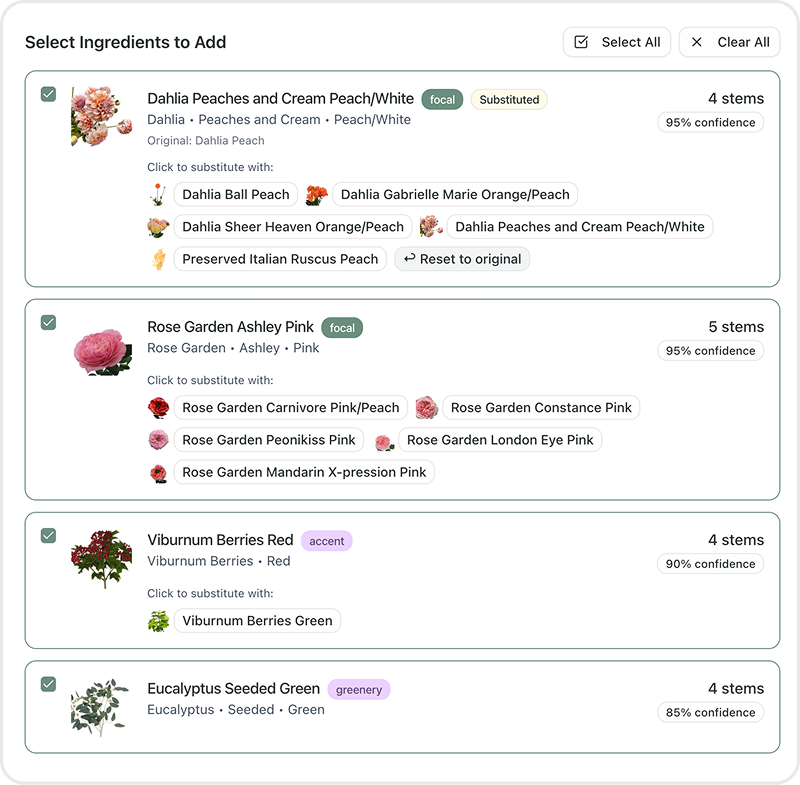 Select Ingredients to Add
Select All
Clear All
Dahlia Peaches and Cream Peach/White focal Substituted 4 stems
Dahlia • Peaches and Cream • Peach/White 95% confidence
Original: Dahlia Peach
Click to substitute with:
Dahlia Ball Peach Dahlia Gabrielle Marie Orange/Peach
Dahlia Sheer Heaven Orange/Peach Dahlia Peaches and Cream Peach/White
Preserved Italian Ruscus Peach ↩ Reset to original
Rose Garden Ashley Pink focal 5 stems
Rose Garden • Ashley • Pink 95% confidence
Click to substitute with:
Rose Garden Carnivore Pink/Peach Rose Garden Constance Pink
Rose Garden Peonikiss Pink Rose Garden London Eye Pink
Rose Garden Mandarin X-pression Pink
Viburnum Berries Red accent 4 stems
Viburnum Berries • Red 90% confidence
Click to substitute with:
Viburnum Berries Green
Eucalyptus Seeded Green greenery 4 stems
Eucalyptus • Seeded • Green 85% confidence